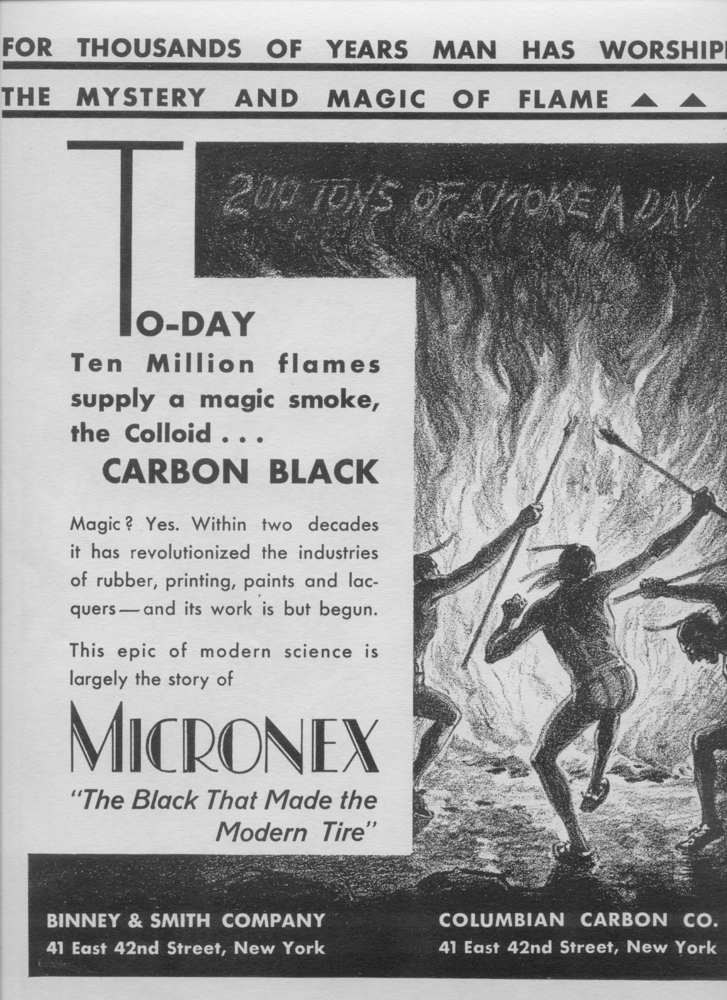 FOR THOUSANDS OF YEARS MAN HAS WORSHIP
THE MYSTERY AND MAGIC OF FLAME ▲ ▲
200 TONS OF SMOKE A DAY
TO-DAY
Ten Million flames
supply a magic smoke,
the Colloid . . .
CARBON BLACK
Magic? Yes. Within two decades
it has revolutionized the industries
of rubber, printing, paints and lac-
quers—and its work is but begun.
This epic of modern science is
largely the story of
MICRONEX
"The Black That Made the
Modern Tire"
BINNEY & SMITH COMPANY
41 East 42nd Street, New York
COLUMBIAN CARBON CO.
41 East 42nd Street, New York